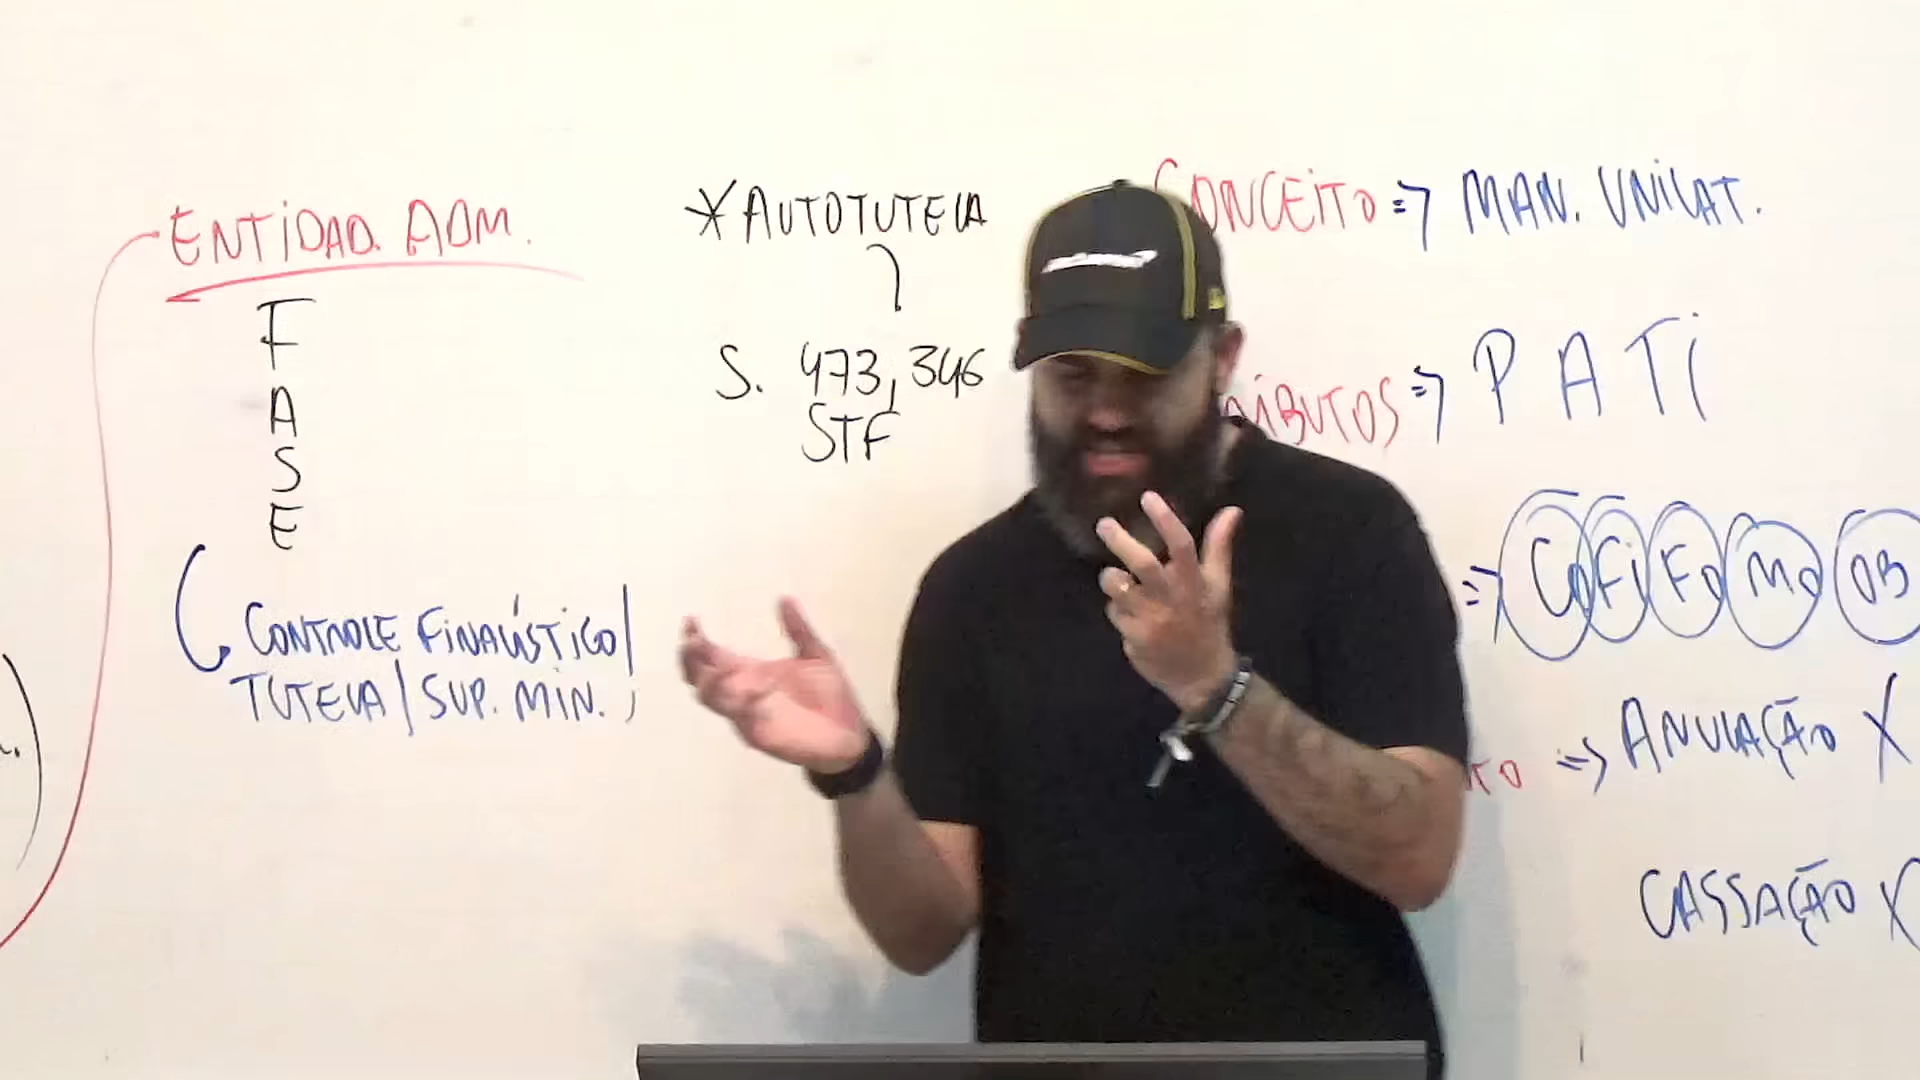 ENTIDAD. ADM.
F
A
S
E
CONTROLE FINALÍSTICO/
TUTELA/SUP. MIN.;
* AUTOTUTELA
S. 473, 346
STF
CONCEITO => MAN. UNILAT.
=> P A T i
=> CO Fi FO MO OB
=> ANULAÇÃO X
CASSAÇÃO X